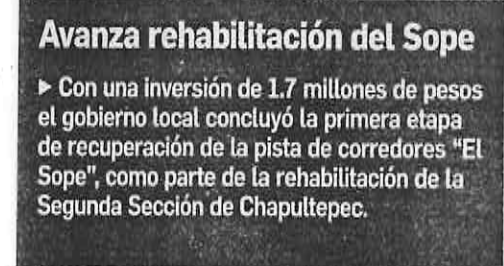 Avanza rehabilitación del Sope
▶ Con una inversión de 1.7 millones de pesos
el gobierno local concluyó la primera etapa
de recuperación de la pista de corredores “El
Sope”, como parte de la rehabilitación de la
Segunda Sección de Chapultepec.